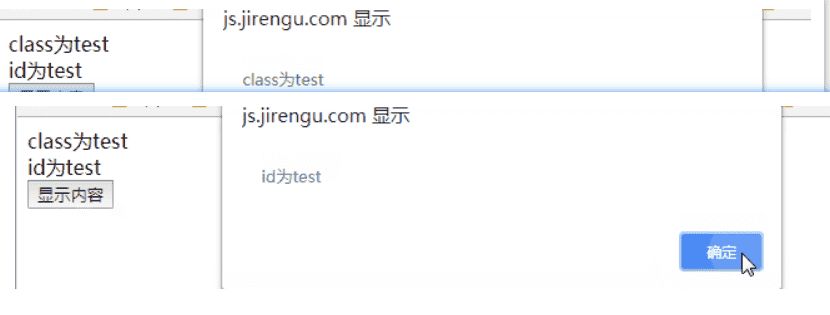 js.jirengu.com 显示
class为test
id为test
class为test
js.jirengu.com 显示
class为test
id为test
显示内容
id为test
确定